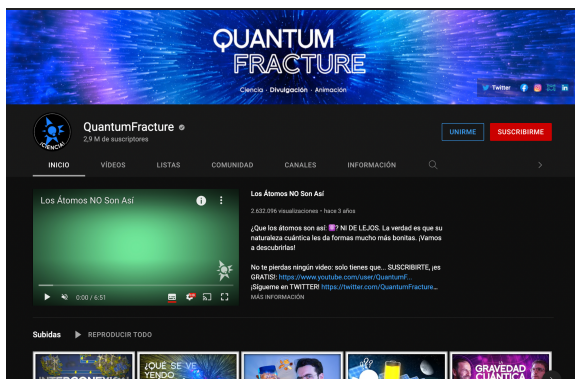 QUANTUM
FRACTURE
Ciencia · Divulgación · Animación
Twitter
in
¡CIENCIA!
QuantumFracture
2,9 M de suscriptores
UNIRME
SUSCRIBIRME
INICIO VÍDEOS LISTAS COMUNIDAD CANALES INFORMACIÓN
Los Átomos NO Son Así
0:00 / 6:51
Los Átomos NO Son Así
2.632.096 visualizaciones · hace 3 años
¿Que los átomos son así: ⚛? NI DE LEJOS. La verdad es que su
naturaleza cuántica les da formas mucho más bonitas. ¡Vamos
a descubrirlas!
No te pierdas ningún video: solo tienes que... SUSCRIBIRTE, ¡es
GRATIS!: https://www.youtube.com/user/QuantumF...
¡Sígueme en TWITTER! https://twitter.com/QuantumFracture_
MÁS INFORMACIÓN
Subidas REPRODUCIR TODO
¿QUÉ SE VE
YENDO
GRAVEDAD
CUÁNTICA